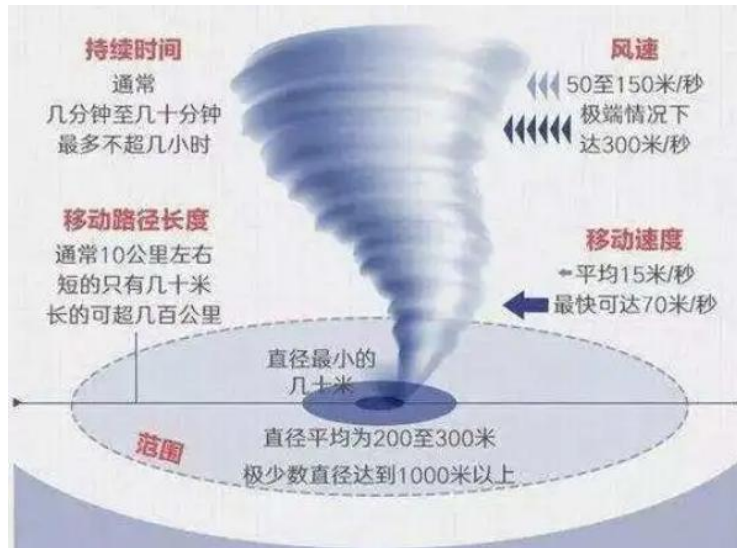 持续时间
通常
几分钟至几十分钟
最多不超几小时
风速
50至150米/秒
极端情况下
达300米/秒
移动路径长度
通常10公里左右
短的只有几十米
长的可超几百公里
移动速度
平均15米/秒
最快可达70米/秒
直径最小的
几十米
范围
直径平均为200至300米
极少数直径达到1000米以上